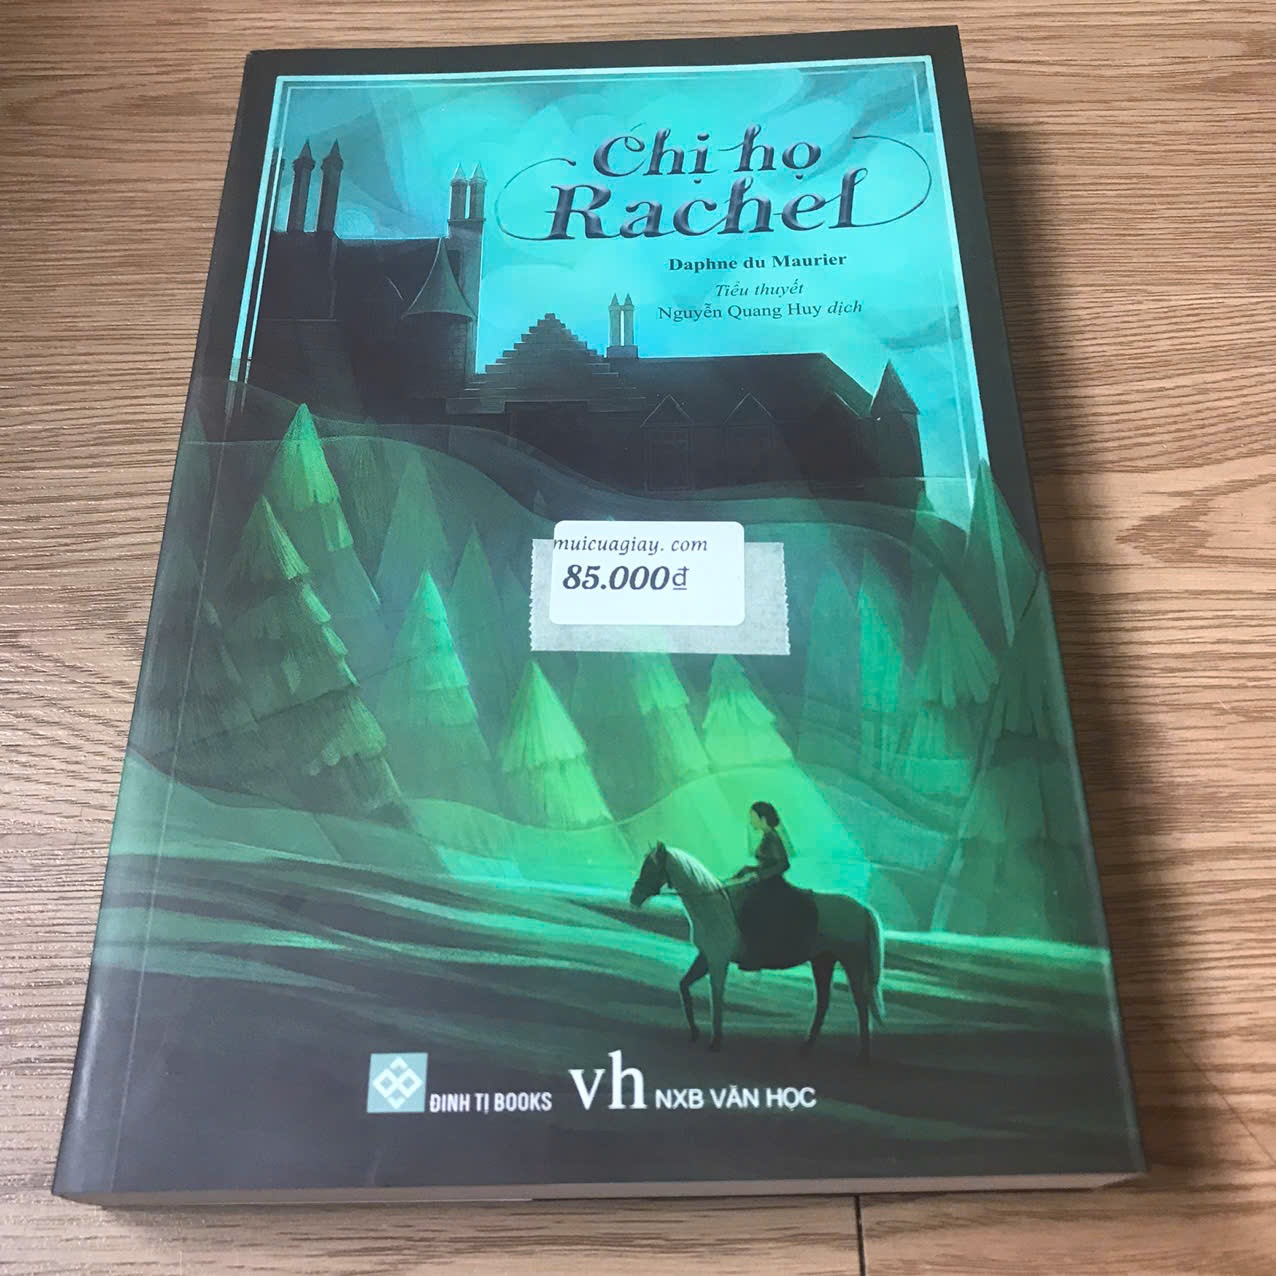 Chị họ
Rachel
Daphne du Maurier
Tiểu thuyết
Nguyễn Quang Huy dịch
muicuagiay. com
85.000đ
ĐINH TỊ BOOKS
vh NXB VĂN HỌC